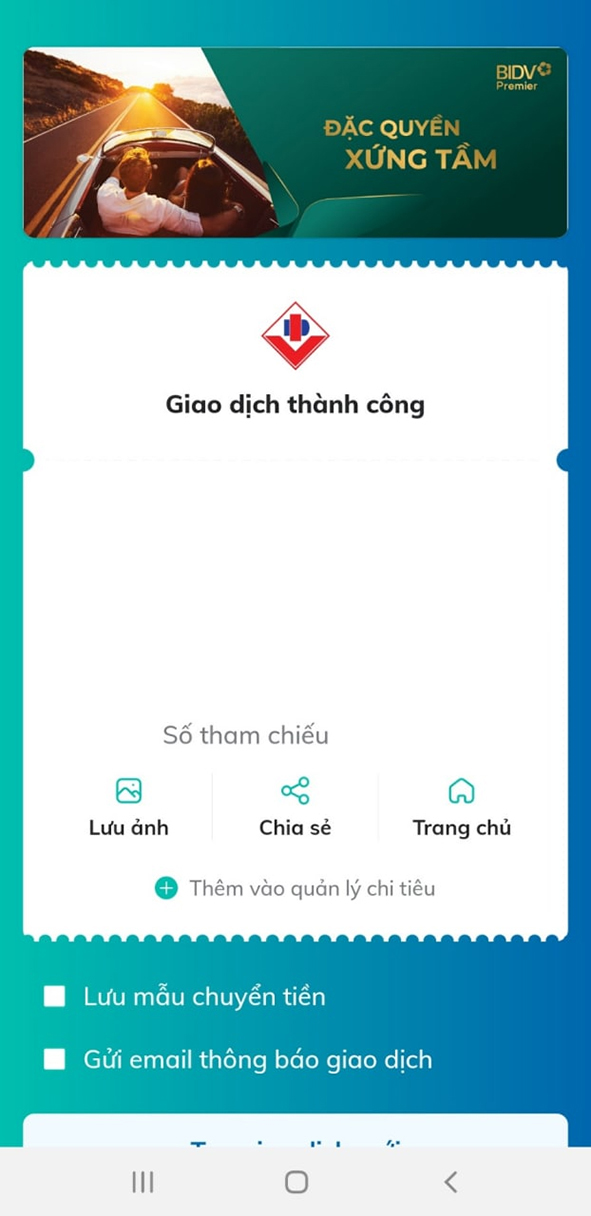 BIDV
Premier
ĐẶC QUYỀN
XỨNG TẦM
Giao dịch thành công
Số tham chiếu
Lưu ảnh
Chia sẻ
Trang chủ
Thêm vào quản lý chi tiêu
Lưu mẫu chuyển tiền
Gửi email thông báo giao dịch